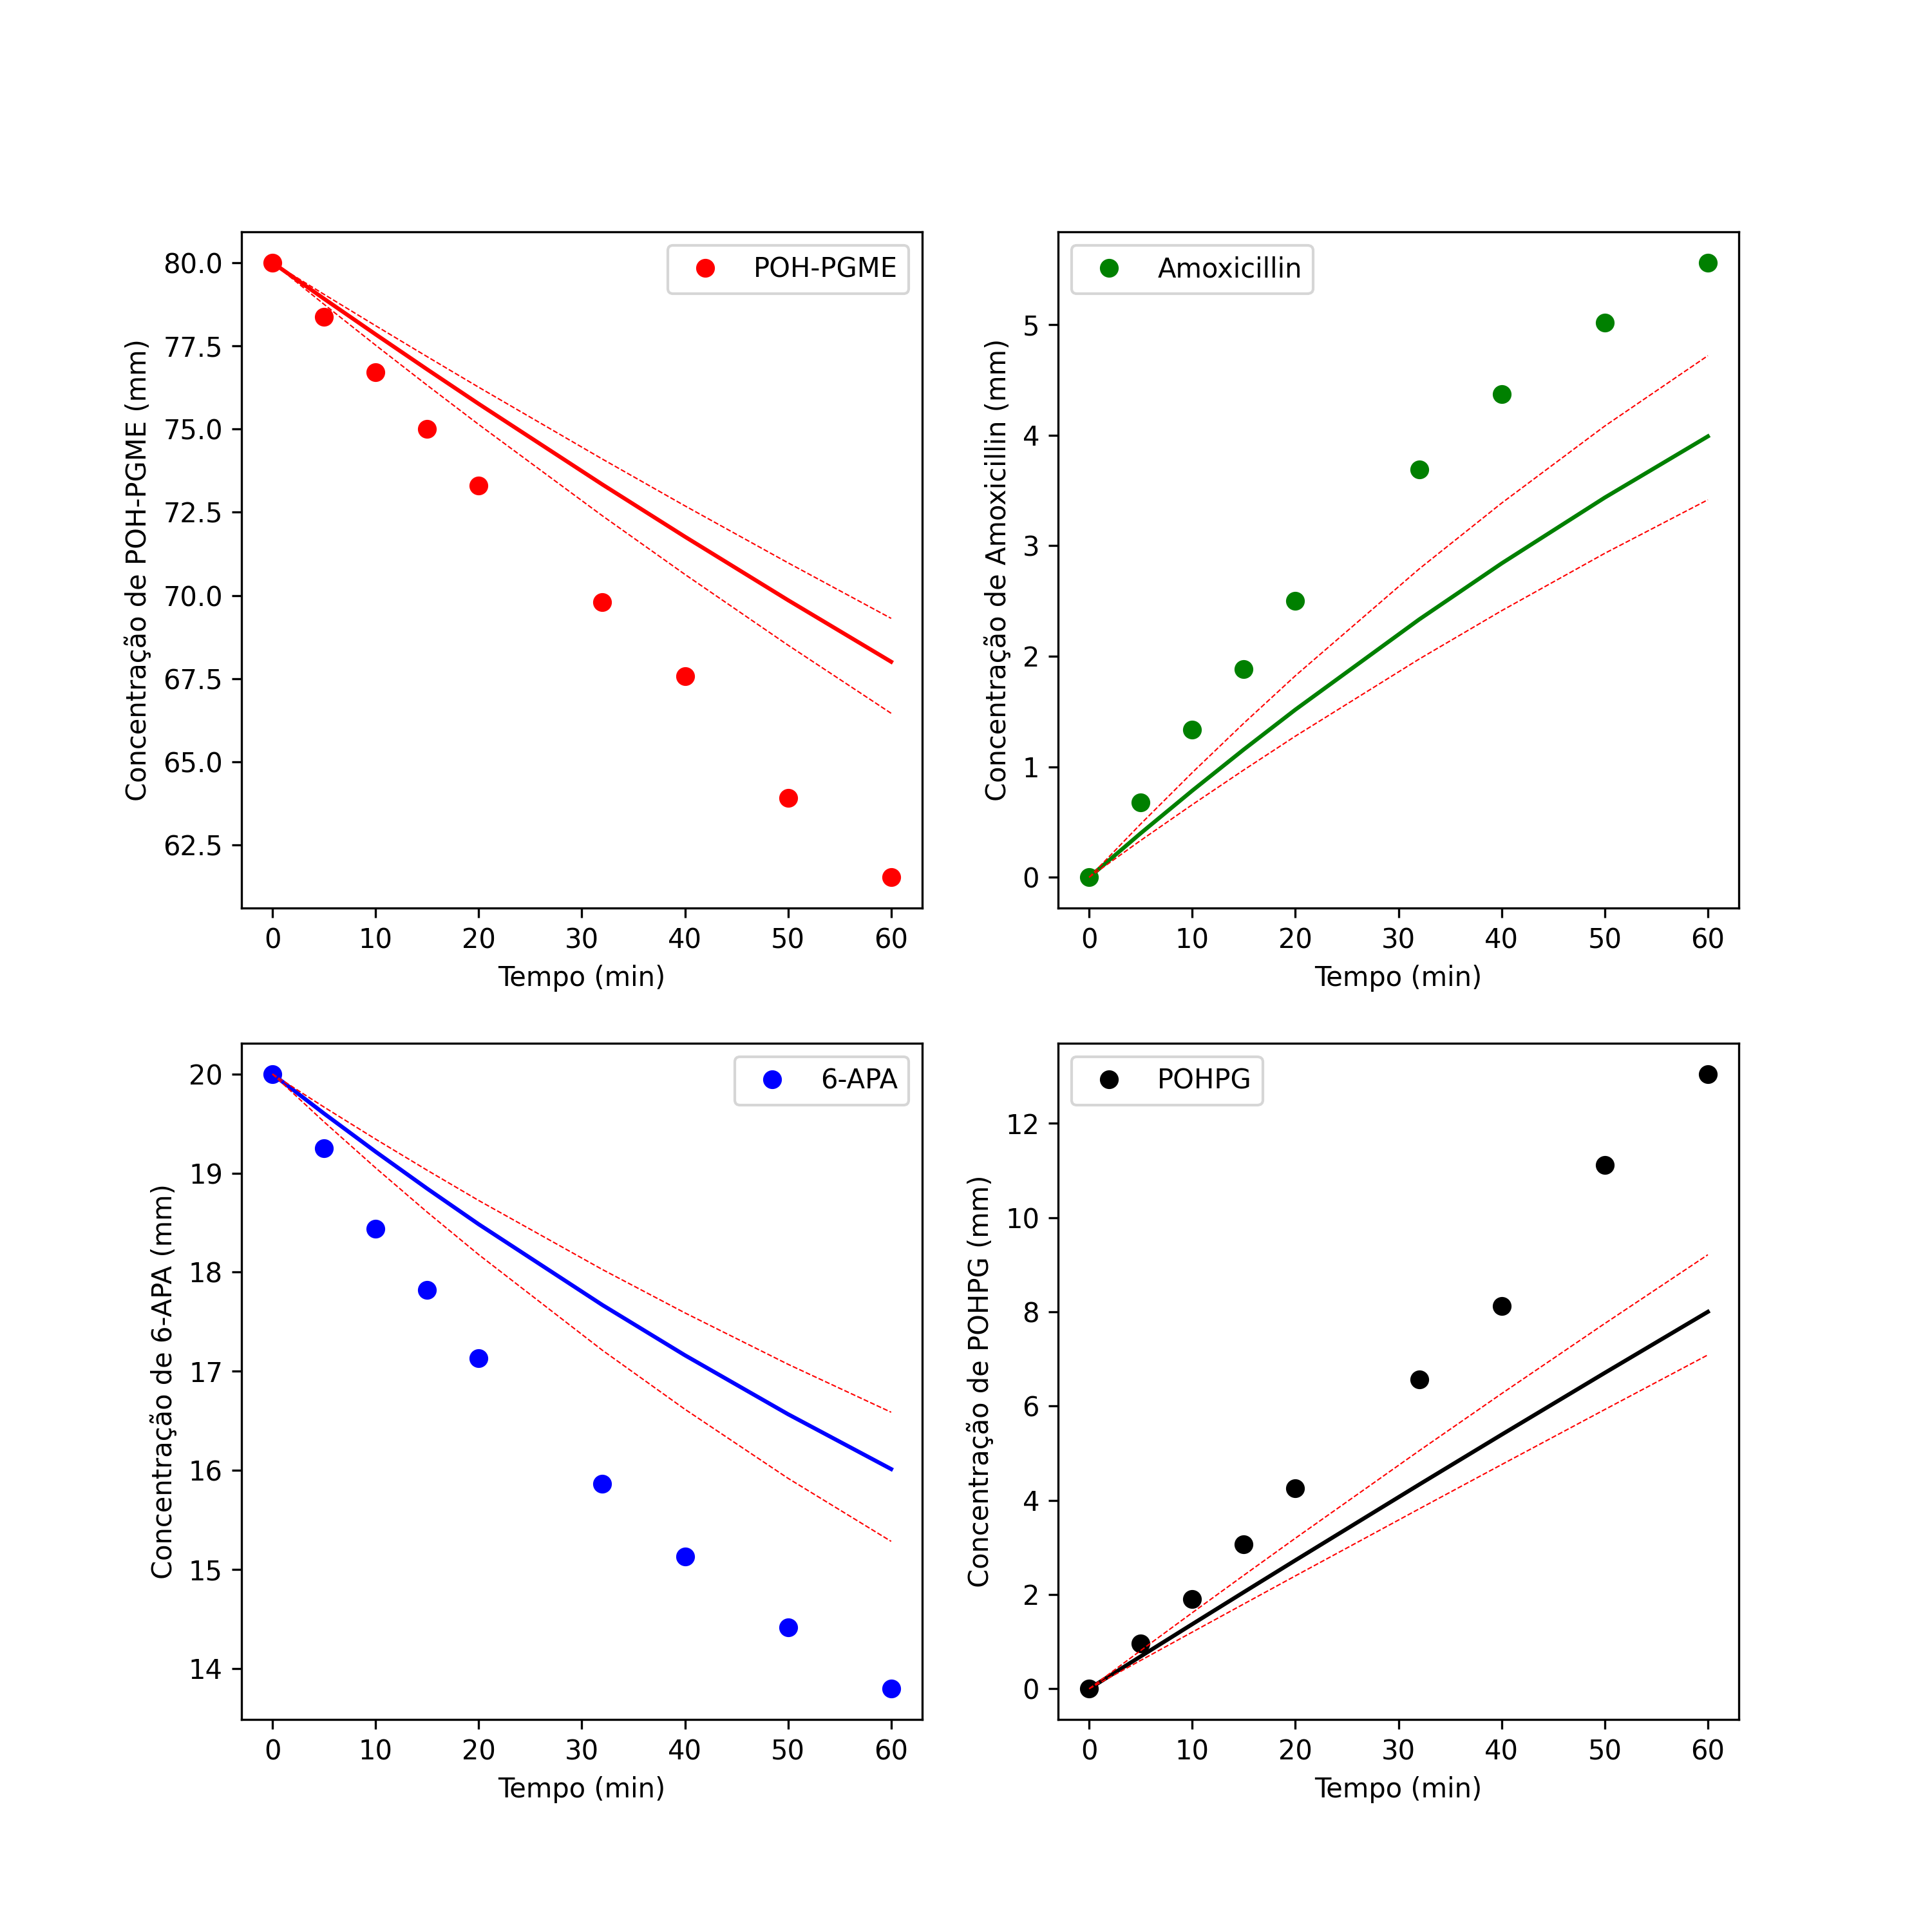 POH-PGME
Concentração de POH-PGME (mm)
80.0
77.5
75.0
72.5
70.0
67.5
65.0
62.5
0 10 20 30 40 50 60
Tempo (min)
Amoxicillin
Concentração de Amoxicillin (mm)
5
4
3
2
1
0
0 10 20 30 40 50 60
Tempo (min)
6-APA
Concentração de 6-APA (mm)
20
19
18
17
16
15
14
0 10 20 30 40 50 60
Tempo (min)
POHPG
Concentração de POHPG (mm)
12
10
8
6
4
2
0
0 10 20 30 40 50 60
Tempo (min)